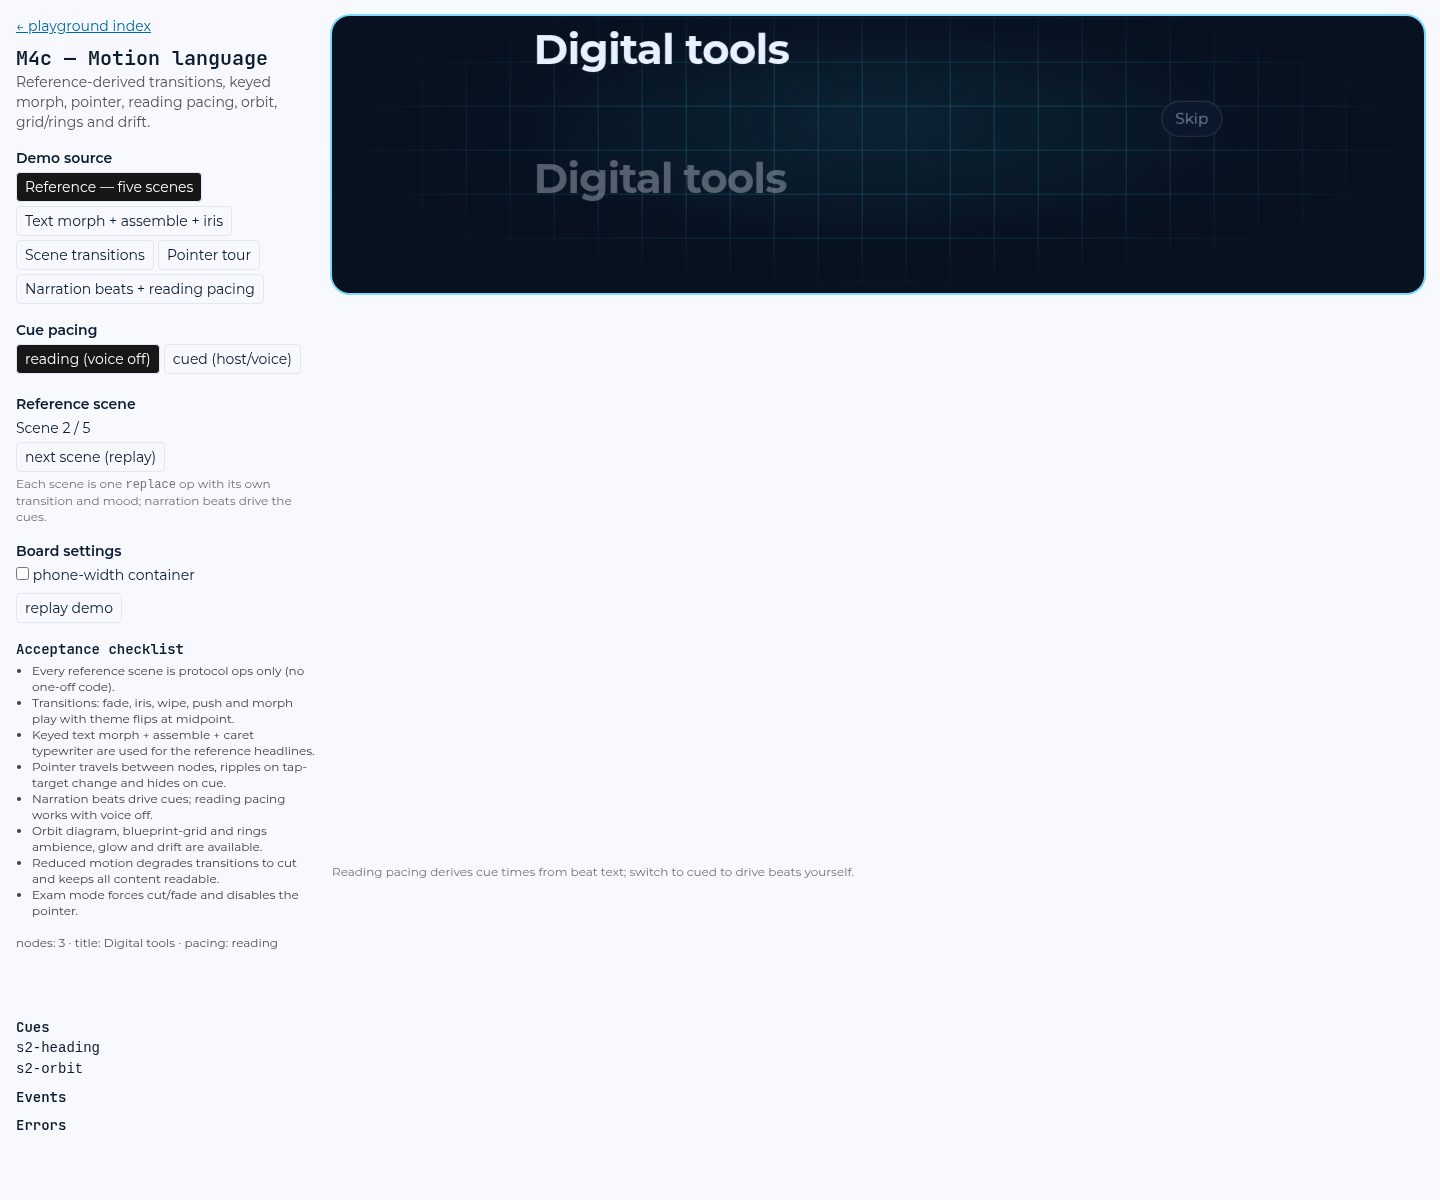 ← playground index
M4c — Motion language
Reference-derived transitions, keyed
morph, pointer, reading pacing, orbit,
grid/rings and drift.
Demo source
Reference — five scenes
Text morph + assemble + iris
Scene transitions
Pointer tour
Narration beats + reading pacing
Cue pacing
reading (voice off)
cued (host/voice)
Reference scene
Scene 2 / 5
next scene (replay)
Each scene is one replace op with its own
transition and mood; narration beats drive the
cues.
Board settings
phone-width container
replay demo
Acceptance checklist
• Every reference scene is protocol ops only (no
one-off code).
• Transitions: fade, iris, wipe, push and morph
play with theme flips at midpoint.
• Keyed text morph + assemble + caret
typewriter are used for the reference headlines.
• Pointer travels between nodes, ripples on tap-
target change and hides on cue.
• Narration beats drive cues; reading pacing
works with voice off.
• Orbit diagram, blueprint-grid and rings
ambience, glow and drift are available.
• Reduced motion degrades transitions to cut
and keeps all content readable.
• Exam mode forces cut/fade and disables the
pointer.
nodes: 3 · title: Digital tools · pacing: reading
Cues
s2-heading
s2-orbit
Events
Errors
Digital tools
Skip
Digital tools
Reading pacing derives cue times from beat text; switch to cued to drive beats yourself.